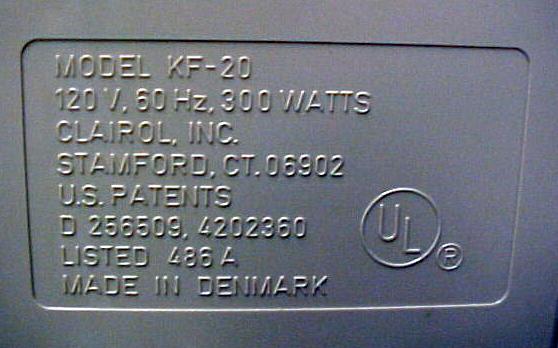 MODEL KF-20
120 V, 60 Hz, 300 WATTS
CLAIROL, INC.
STAMFORD, CT. 06902
U.S. PATENTS
D 256509, 4202360
LISTED 486 A
MADE IN DENMARK
UL ®